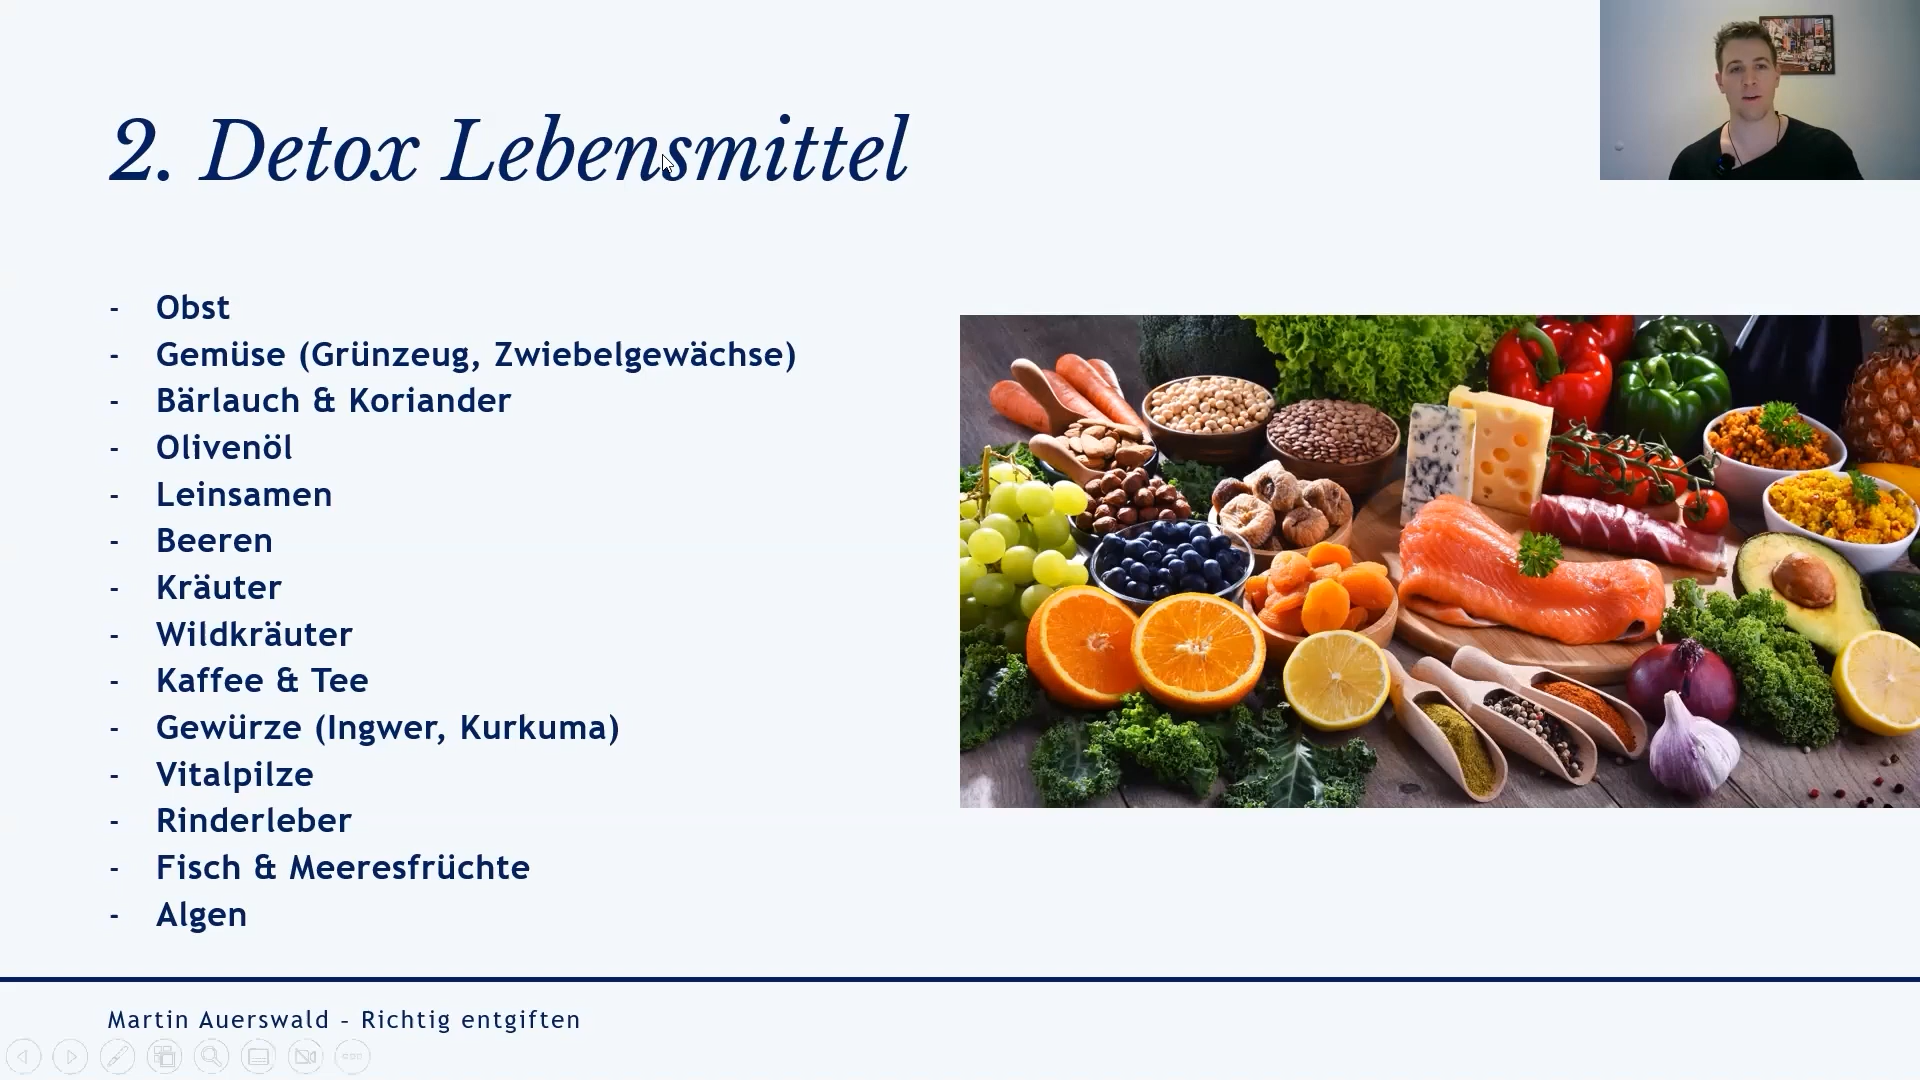 2. Detox Lebensmittel
- Obst
- Gemüse (Grünzeug, Zwiebelgewächse)
- Bärlauch & Koriander
- Olivenöl
- Leinsamen
- Beeren
- Kräuter
- Wildkräuter
- Kaffee & Tee
- Gewürze (Ingwer, Kurkuma)
- Vitalpilze
- Rinderleber
- Fisch & Meeresfrüchte
- Algen
Martin Auerswald – Richtig entgiften